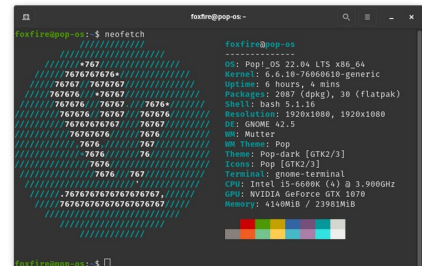 foxfire@pop-os: ~
foxfire@pop-os:~$ neofetch
foxfire@pop-os
--------------
OS: Pop!_OS 22.04 LTS x86_64
Kernel: 6.6.10-76060610-generic
Uptime: 6 hours, 4 mins
Packages: 2087 (dpkg), 30 (flatpak)
Shell: bash 5.1.16
Resolution: 1920x1080, 1920x1080
DE: GNOME 42.5
WM: Mutter
WM Theme: Pop
Theme: Pop-dark [GTK2/3]
Icons: Pop [GTK2/3]
Terminal: gnome-terminal
CPU: Intel i5-6600K (4) @ 3.900GHz
GPU: NVIDIA GeForce GTX 1070
Memory: 4140MiB / 23981MiB
foxfire@pop-os:~$